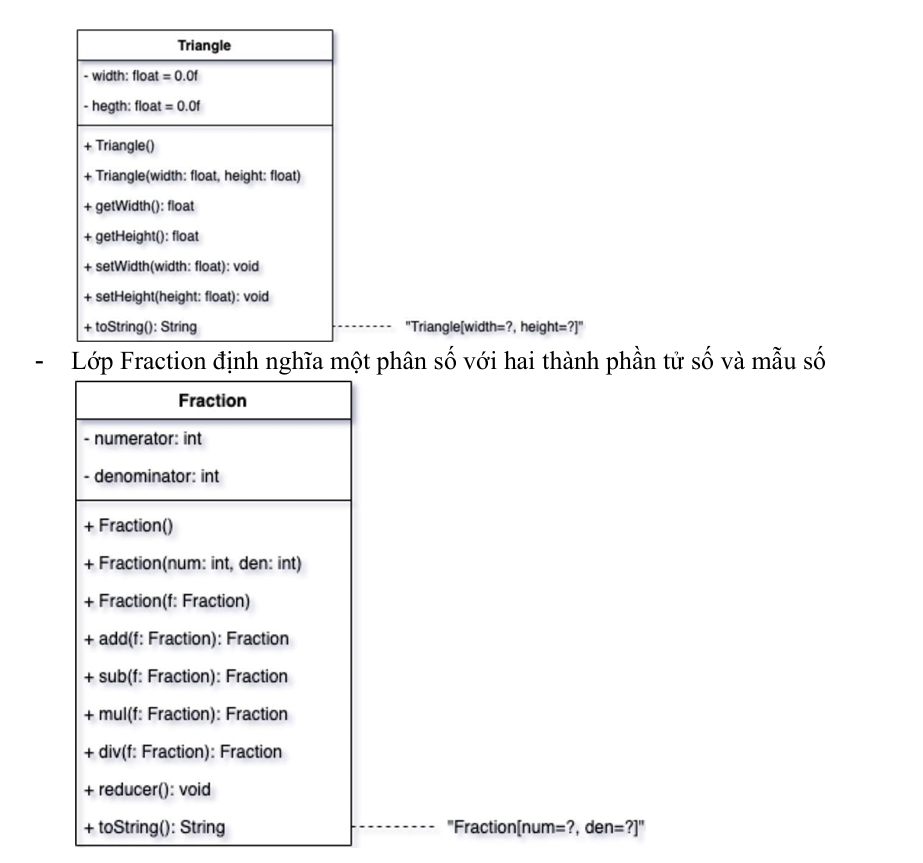 Triangle
- width: float = 0.0f
- hegth: float = 0.0f
+ Triangle()
+ Triangle(width: float, height: float)
+ getWidth(): float
+ getHeight(): float
+ setWidth(width: float): void
+ setHeight(height: float): void
+ toString(): String "Triangle[width=?, height=?]"
- Lớp Fraction định nghĩa một phân số với hai thành phần tử số và mẫu số
Fraction
- numerator: int
- denominator: int
+ Fraction()
+ Fraction(num: int, den: int)
+ Fraction(f: Fraction)
+ add(f: Fraction): Fraction
+ sub(f: Fraction): Fraction
+ mul(f: Fraction): Fraction
+ div(f: Fraction): Fraction
+ reducer(): void
+ toString(): String "Fraction[num=?, den=?]"